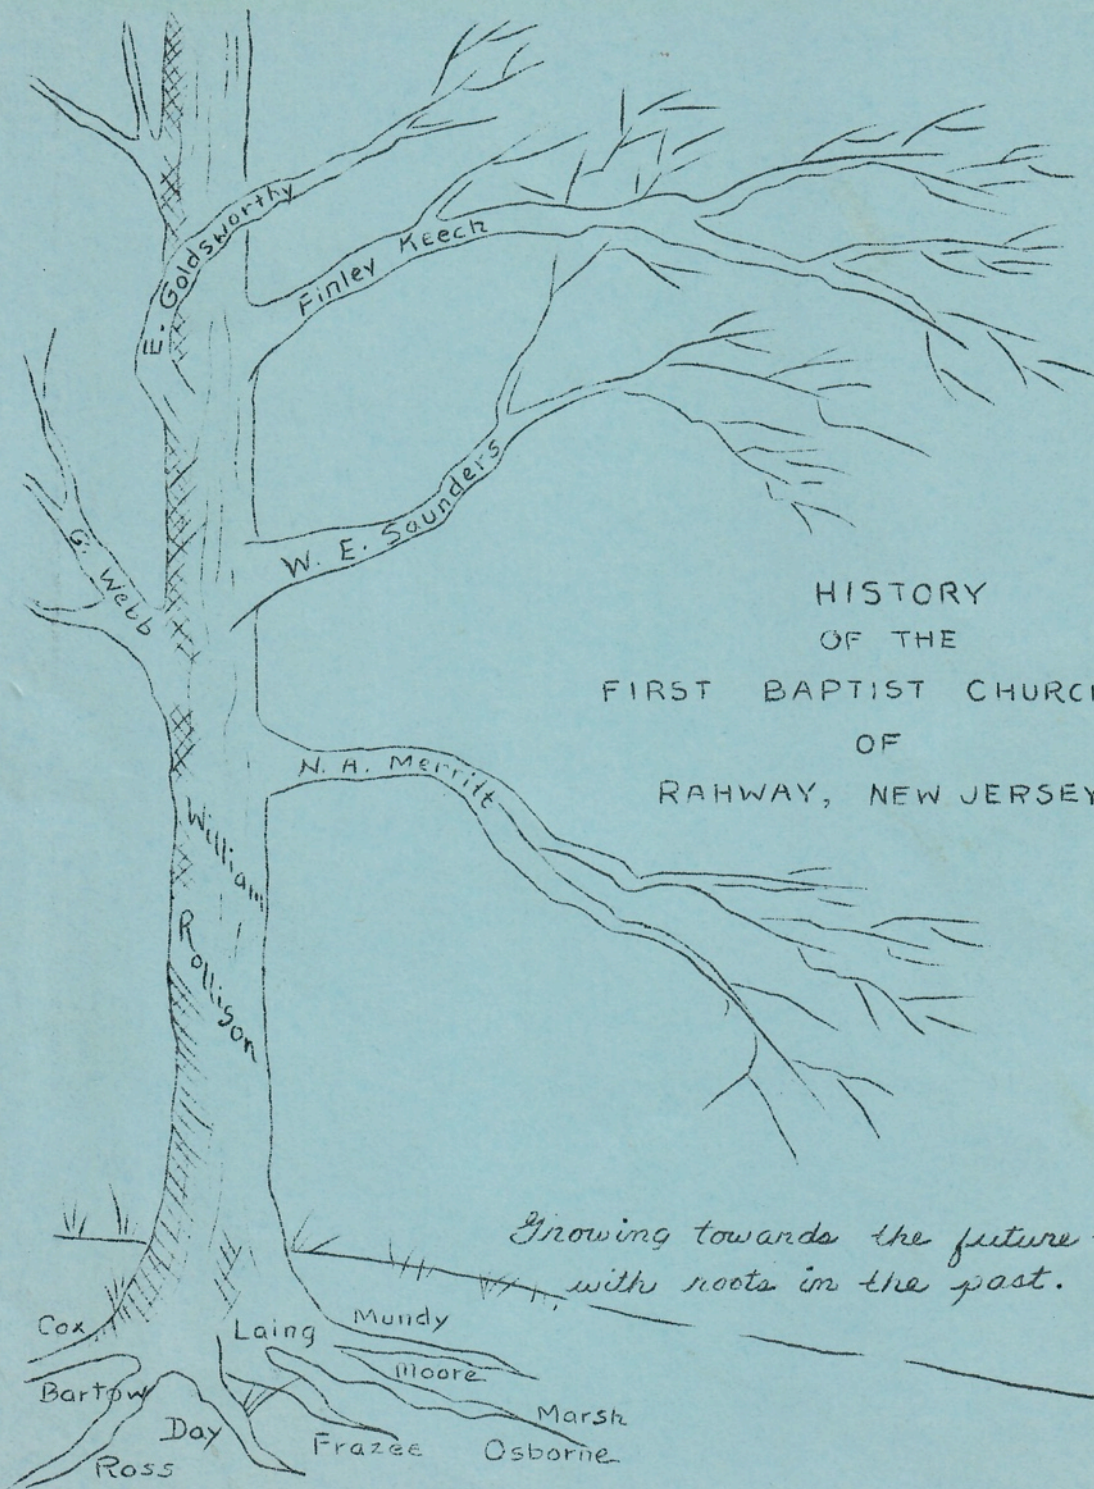 E. Goldsworthy
Finley Keech
G. Webb
W. E. Saunders
HISTORY
OF THE
FIRST BAPTIST CHURCH
OF
RAHWAY, NEW JERSEY
N. A. Merritt
William
Rollison
Growing towards the future -
with roots in the past.
Cox
Laing
Mundy
Bartow
Moore
Day
Marsh
Ross
Frazee
Osborne